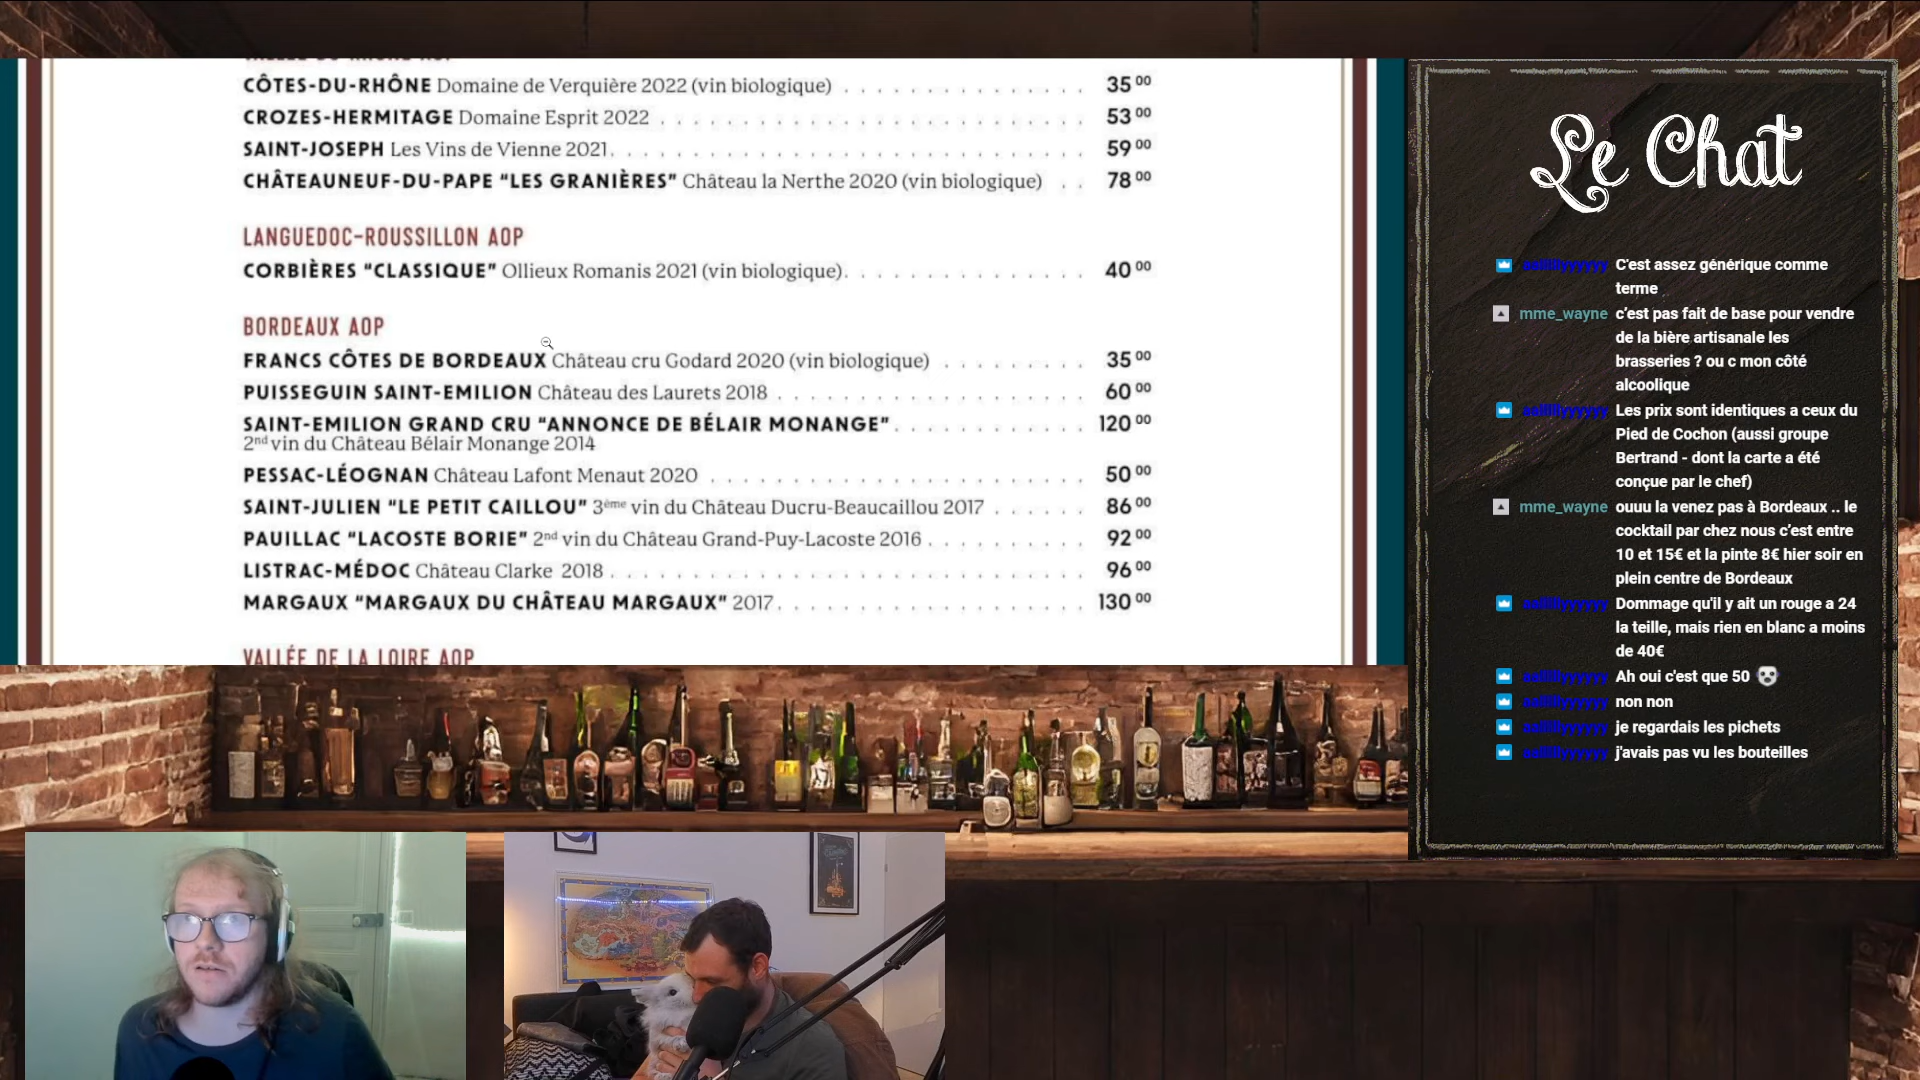 CÔTES-DU-RHÔNE Domaine de Verquière 2022 (vin biologique) . . . . . . . . . . . 35 00
CROZES-HERMITAGE Domaine Esprit 2022 . . . . . . . . . . . . . . . . . . . . 53 00
SAINT-JOSEPH Les Vins de Vienne 2021 . . . . . . . . . . . . . . . . . . . . . 59 00
CHÂTEAUNEUF-DU-PAPE “LES GRANIÈRES” Château la Nerthe 2020 (vin biologique) . . 78 00
LANGUEDOC-ROUSSILLON AOP
CORBIÈRES “CLASSIQUE” Ollieux Romanis 2021 (vin biologique) . . . . . . . . . . . 40 00
BORDEAUX AOP
FRANCS CÔTES DE BORDEAUX Château cru Godard 2020 (vin biologique) . . . . . . . 35 00
PUISSEGUIN SAINT-EMILION Château des Laurets 2018 . . . . . . . . . . . . . . 60 00
SAINT-EMILION GRAND CRU “ANNONCE DE BÉLAIR MONANGE” . . . . . . . . . 120 00
2nd vin du Château Bélair Monange 2014
PESSAC-LÉOGNAN Château Lafont Menaut 2020 . . . . . . . . . . . . . . . . . 50 00
SAINT-JULIEN “LE PETIT CAILLOU” 3ème vin du Château Ducru-Beaucaillou 2017 . . . . . 86 00
PAUILLAC “LACOSTE BORIE” 2nd vin du Château Grand-Puy-Lacoste 2016 . . . . . . . . 92 00
LISTRAC-MÉDOC Château Clarke 2018 . . . . . . . . . . . . . . . . . . . . . 96 00
MARGAUX “MARGAUX DU CHÂTEAU MARGAUX” 2017 . . . . . . . . . . . . . . 130 00
VALLÉE DE LA LOIRE AOP
Le Chat
C'est assez générique comme
terme
mme_wayne c'est pas fait de base pour vendre
de la bière artisanale les
brasseries ? ou c mon côté
alcoolique
Les prix sont identiques a ceux du
Pied de Cochon (aussi groupe
Bertrand - dont la carte a été
conçue par le chef)
mme_wayne ouuu la venez pas à Bordeaux .. le
cocktail par chez nous c'est entre
10 et 15€ et la pinte 8€ hier soir en
plein centre de Bordeaux
Dommage qu'il y ait un rouge a 24
la teille, mais rien en blanc a moins
de 40€
Ah oui c'est que 50
non non
je regardais les pichets
j'avais pas vu les bouteilles